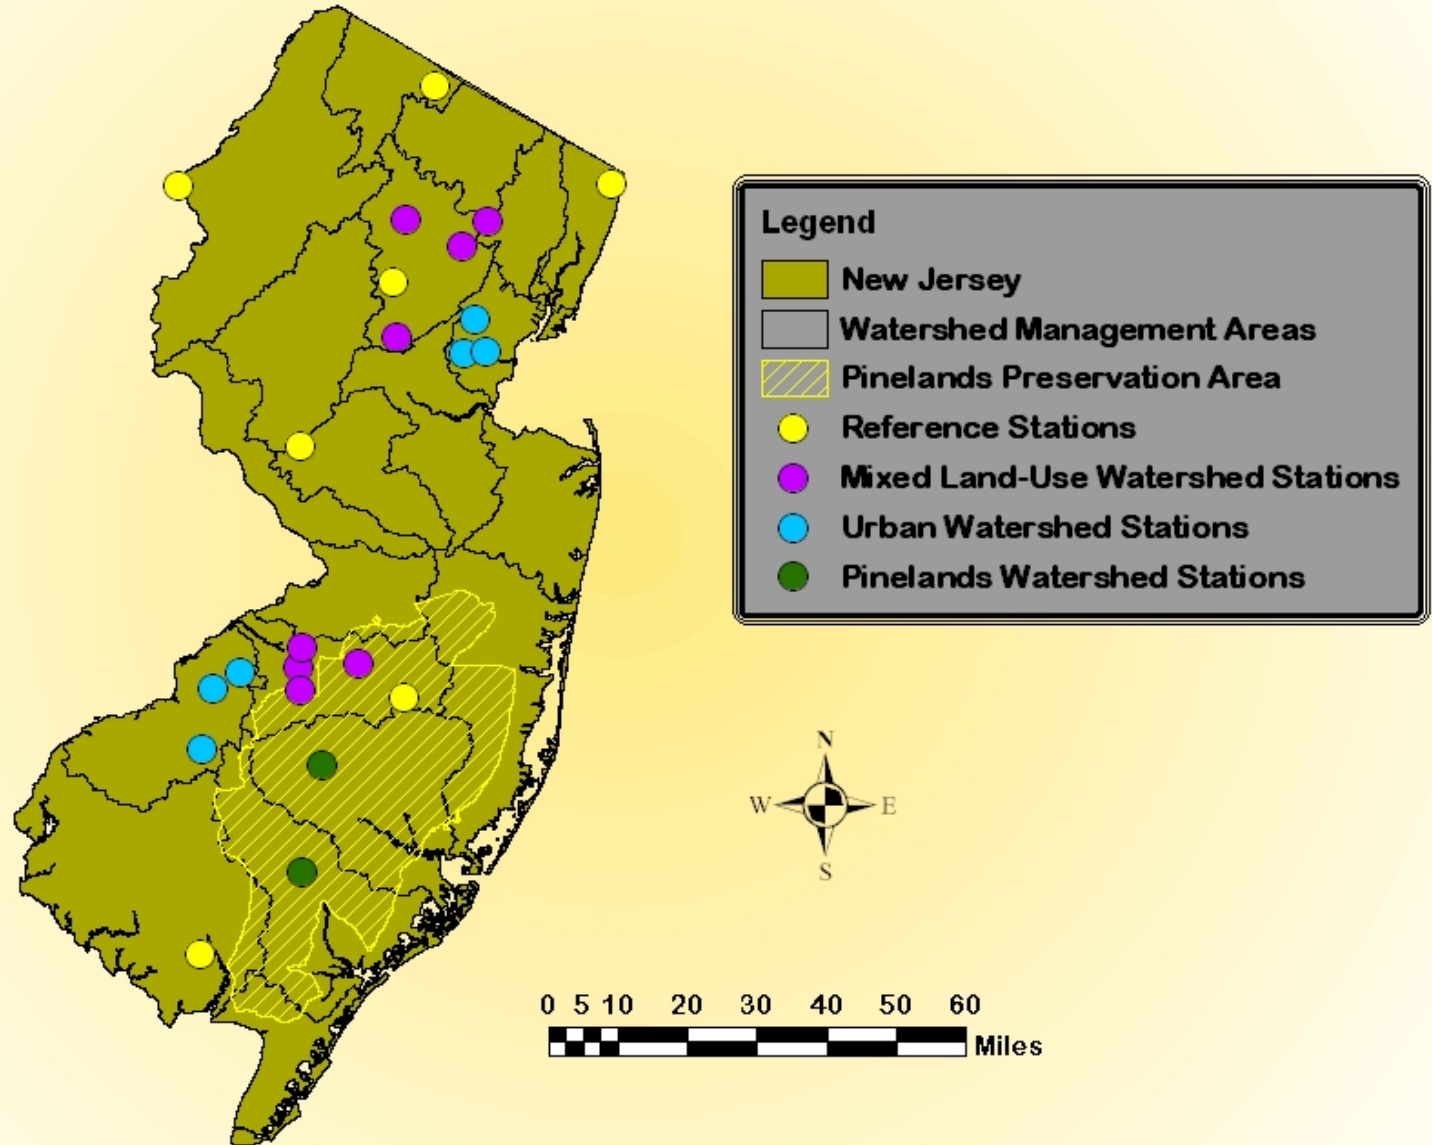 Legend
New Jersey
Watershed Management Areas
Pinelands Preservation Area
Reference Stations
Mixed Land-Use Watershed Stations
Urban Watershed Stations
Pinelands Watershed Stations
N
W E
S
0 5 10 20 30 40 50 60
Miles